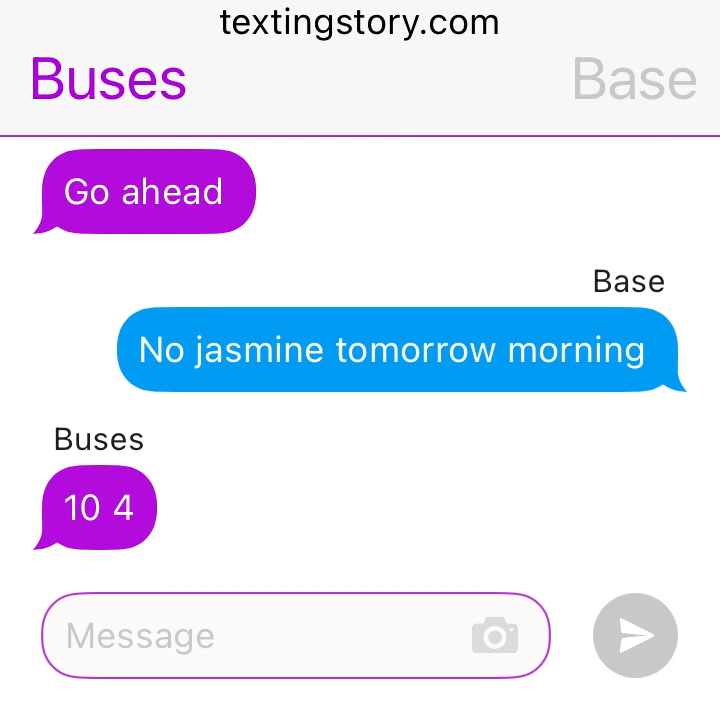 textingstory.com
Buses Base
Go ahead
Base
No jasmine tomorrow morning
Buses
10 4
Message